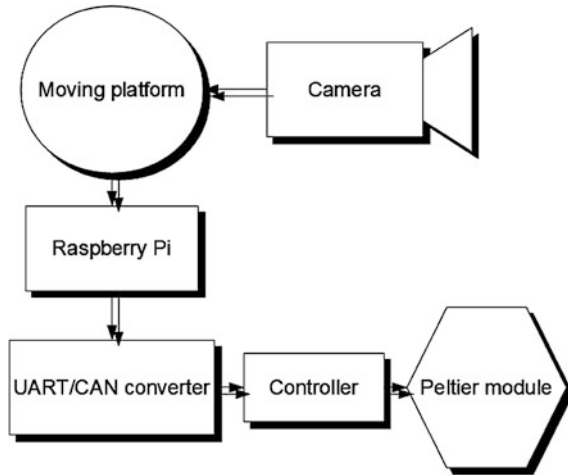 Moving platform
Camera
Raspberry Pi
UART/CAN converter
Controller
Peltier module